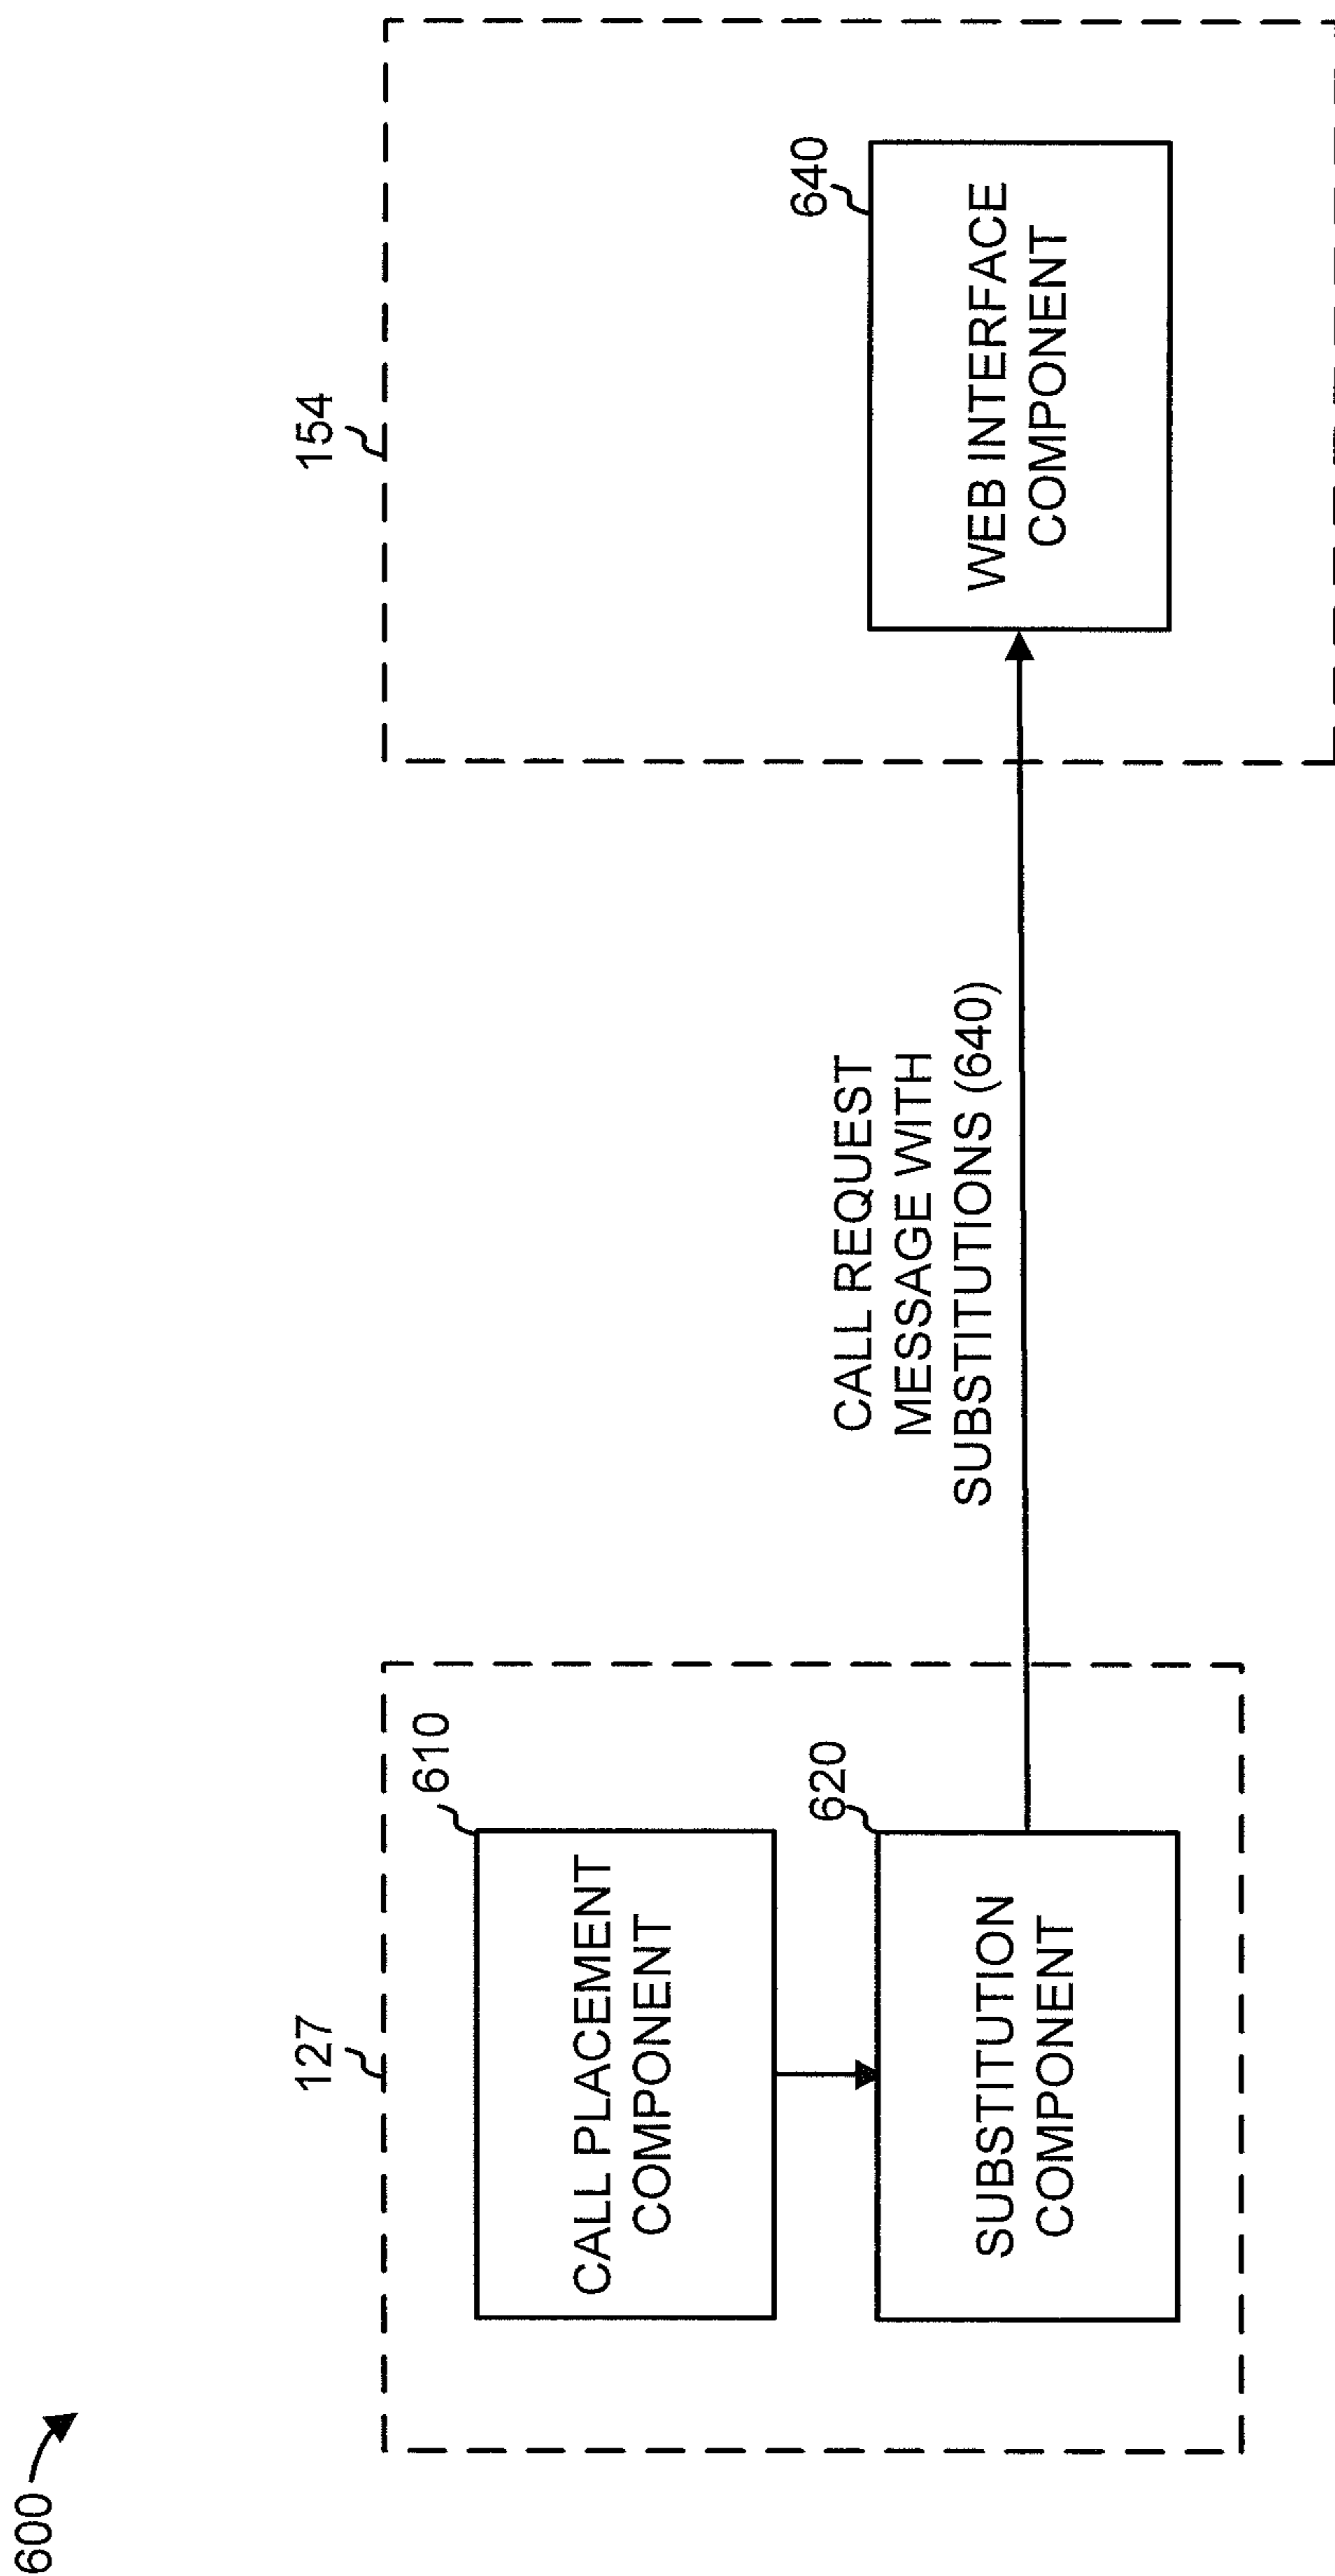 600
127
610
CALL PLACEMENT
COMPONENT
620
SUBSTITUTION
COMPONENT
CALL REQUEST
MESSAGE WITH
SUBSTITUTIONS (640)
154
640
WEB INTERFACE
COMPONENT